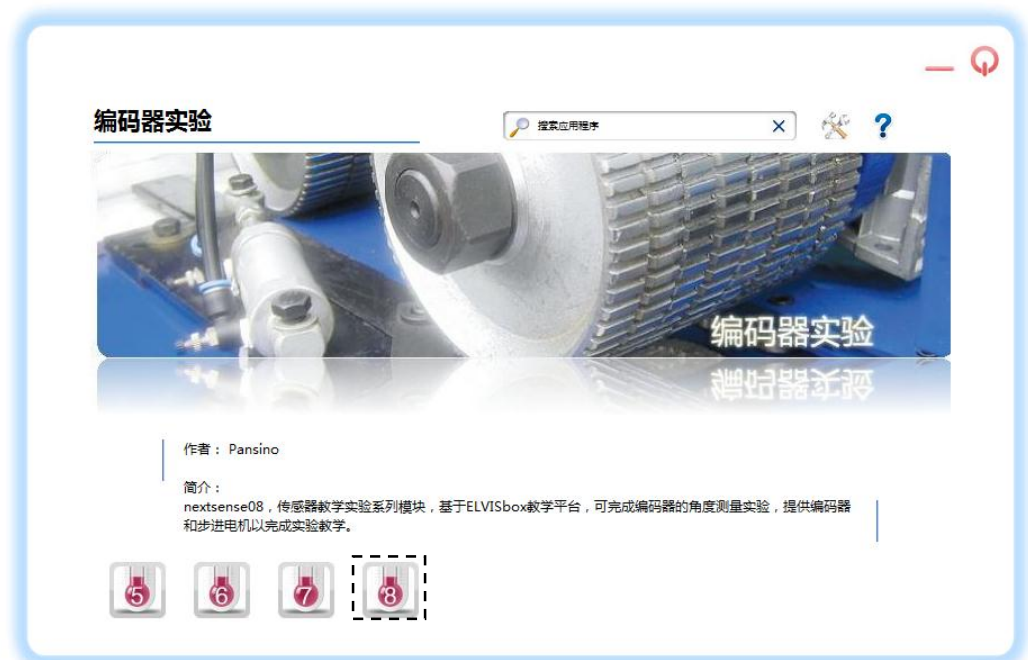 编码器实验
搜索应用程序
?
编码器实验
作者： Pansino
简介：
nextsense08，传感器教学实验系列模块，基于ELVISbox教学平台，可完成编码器的角度测量实验，提供编码器
和步进电机以完成实验教学。
5 6 7 8